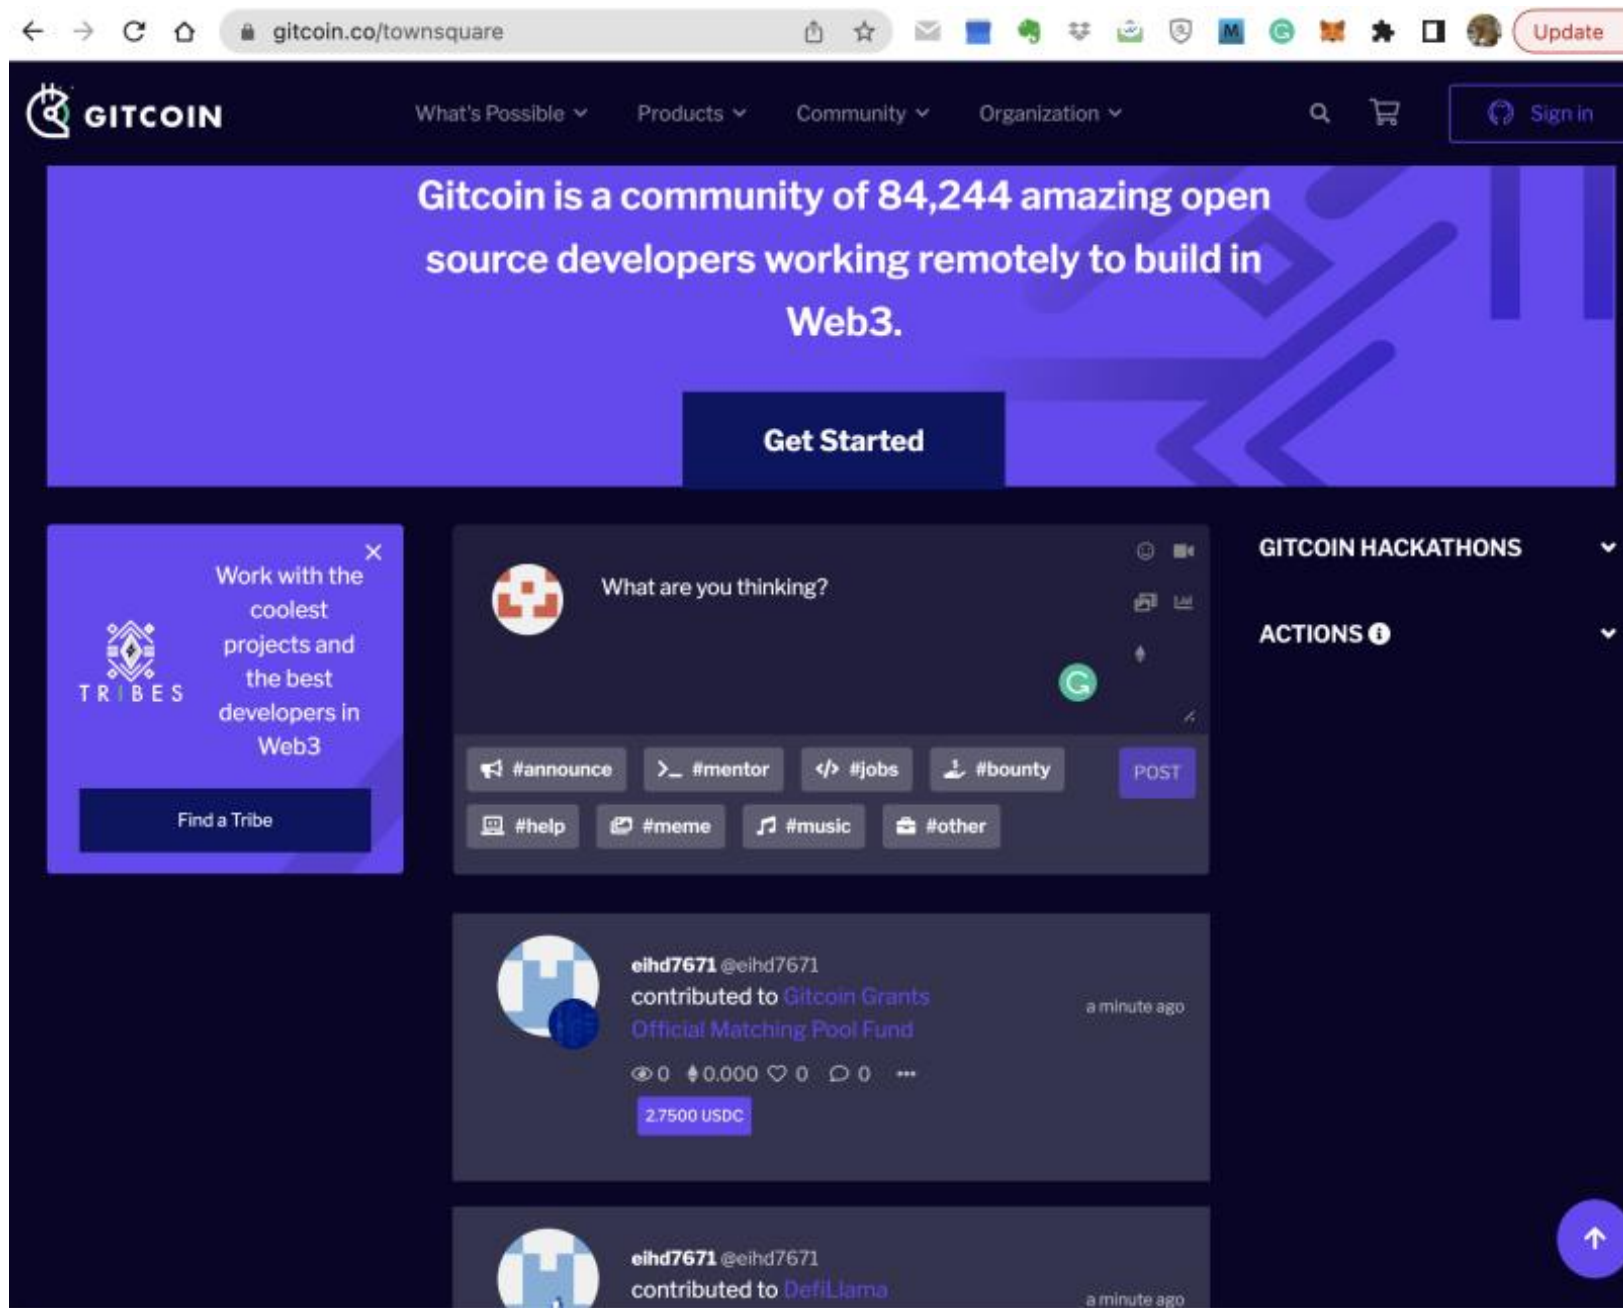 gitcoin.co/townsquare
M
G
Update
GITCOIN
What's Possible
Products
Community
Organization
Sign in
Gitcoin is a community of 84,244 amazing open
source developers working remotely to build in
Web3.
Get Started
Work with the
coolest
projects and
the best
developers in
Web3
TRIBES
Find a Tribe
What are you thinking?
G
#announce
>_ #mentor
</> #jobs
#bounty
POST
#help
#meme
#music
#other
GITCOIN HACKATHONS
ACTIONS
eihd7671 @eihd7671
contributed to Gitcoin Grants
Official Matching Pool Fund
a minute ago
0 0.000 0 0 •••
2.7500 USDC
eihd7671 @eihd7671
contributed to DefiLlama
a minute ago